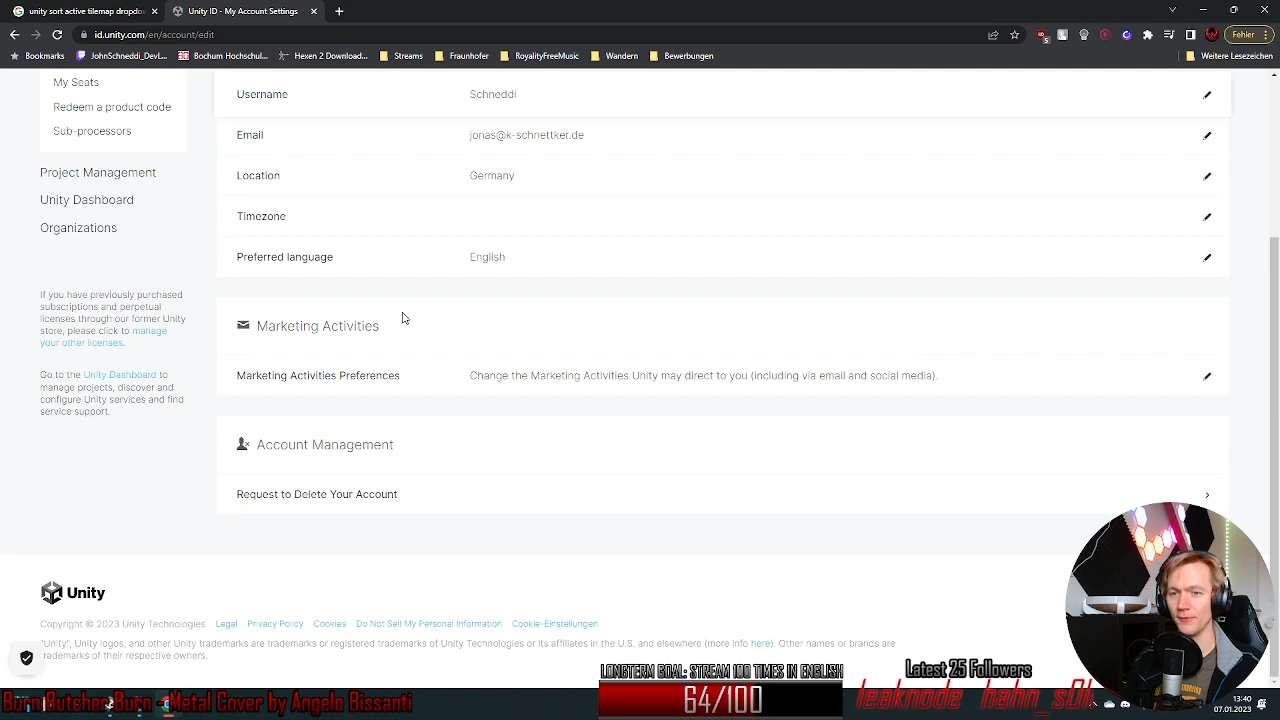 unity sort active dropdo
Unity ID - My Account Settings
id.unity.com/en/account/edit
Fehler
Bookmarks
JohnSchneddi_DevL...
Bochum Hochschul...
Hexen 2 Download...
Streams
Fraunhofer
RoyalityFreeMusic
Wandern
Bewerbungen
Weitere Lesezeichen
My Seats
Redeem a product code
Sub-processors
Project Management
Unity Dashboard
Organizations
If you have previously purchased
subscriptions and perpetual
licenses through our former Unity
store, please click to manage
your other licenses.
Go to the Unity Dashboard to
manage projects, discover and
configure Unity services and find
service support.
Username Schneddi
Email jonas@k-schnettker.de
Location Germany
Timezone
Preferred language English
Marketing Activities
Marketing Activities Preferences Change the Marketing Activities Unity may direct to you (including via email and social media).
Account Management
Request to Delete Your Account
Unity
Copyright © 2023 Unity Technologies Legal Privacy Policy Cookies Do Not Sell My Personal Information Cookie-Einstellungen
"Unity", Unity logos, and other Unity trademarks are trademarks or registered trademarks of Unity Technologies or its affiliates in the U.S. and elsewhere (more info here). Other names or brands are
trademarks of their respective owners.
Burn Butcher Burn - Metal Cover by Angelo Bissanti
LONGTERM GOAL: STREAM 100 TIMES IN ENGLISH
64/100
Latest 25 Followers
leaknode hahn_s01
13:40
07.01.2023